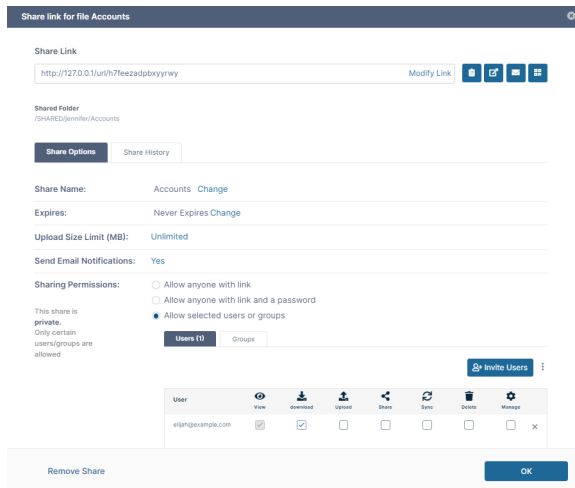 Share link for file Accounts
Share Link
http://127.0.0.1/url/h7feezadpbxyyrwy Modify Link
Shared Folder
/SHARED/jennifer/Accounts
Share Options Share History
Share Name: Accounts Change
Expires: Never Expires Change
Upload Size Limit (MB): Unlimited
Send Email Notifications: Yes
Sharing Permissions: Allow anyone with link
Allow anyone with link and a password
Allow selected users or groups
This share is
private.
Only certain
users/groups are
allowed
Users (1) Groups
Invite Users
User View download Upload Share Sync Delete Manage
elijah@example.com
Remove Share OK